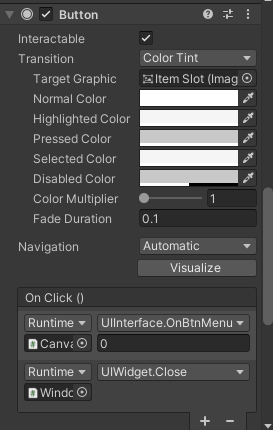 Button
Interactable
Transition Color Tint
Target Graphic Item Slot (Imag
Normal Color
Highlighted Color
Pressed Color
Selected Color
Disabled Color
Color Multiplier 1
Fade Duration 0.1
Navigation Automatic
Visualize
On Click ()
Runtime UIInterface.OnBtnMenu
Canva 0
Runtime UIWidget.Close
Windo
+ −